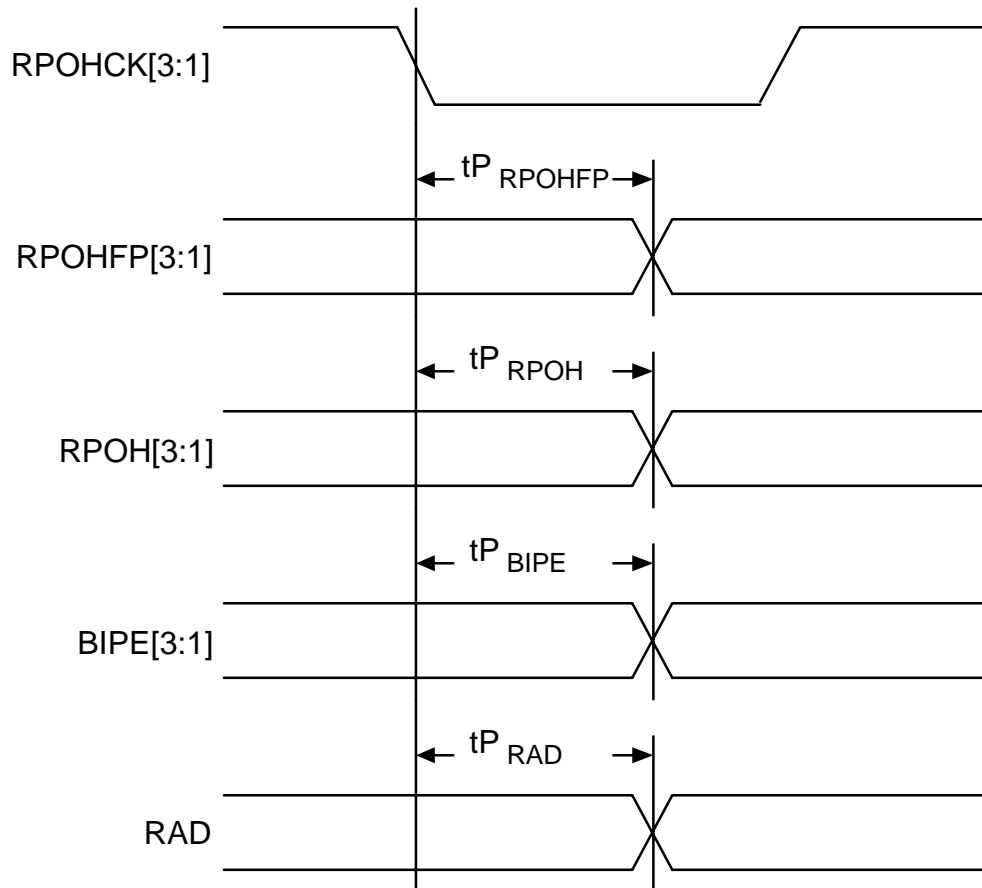 RPOHCK[3:1]
tP RPOHFP
RPOHFP[3:1]
tP RPOH
RPOH[3:1]
tP BIPE
BIPE[3:1]
tP RAD
RAD